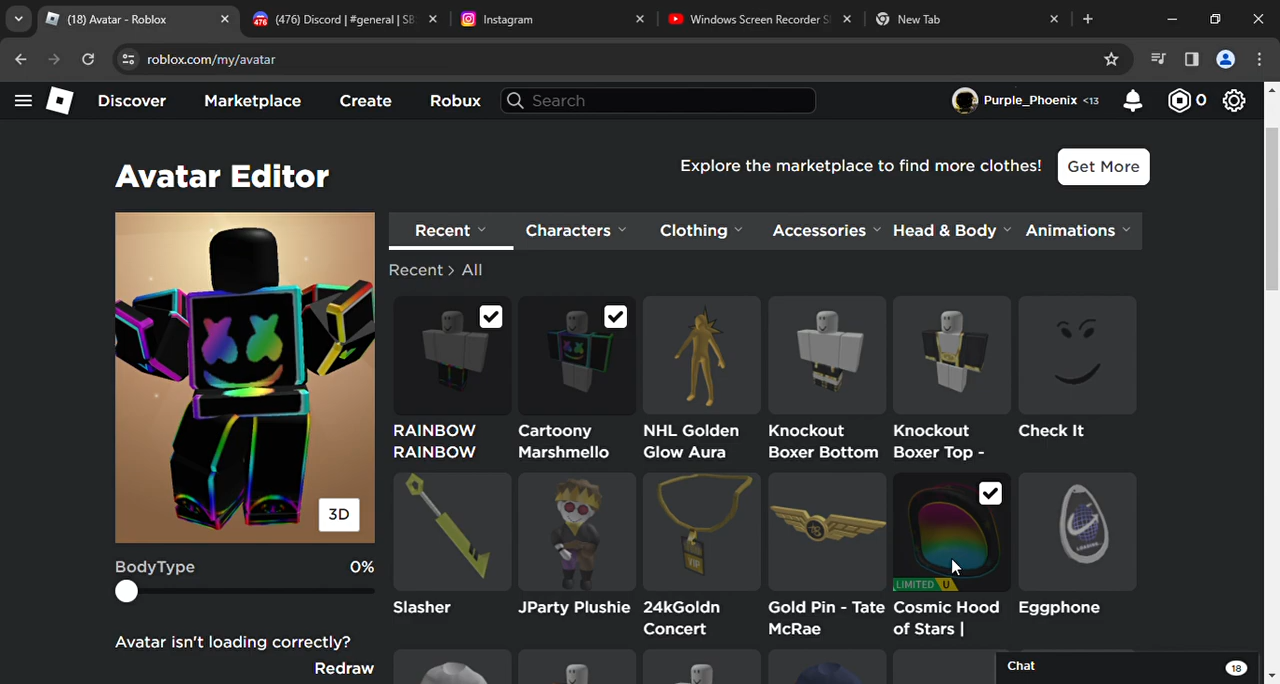 (18) Avatar - Roblox
(476) Discord | #general | SB
Instagram
Windows Screen Recorder
New Tab
roblox.com/my/avatar
Discover
Marketplace
Create
Robux
Search
Purple_Phoenix <13
0
Avatar Editor
Explore the marketplace to find more clothes!
Get More
Recent
Characters
Clothing
Accessories
Head & Body
Animations
Recent > All
3D
RAINBOW
RAINBOW
Cartoony
Marshmello
NHL Golden
Glow Aura
Knockout
Boxer Bottom
Knockout
Boxer Top -
Check It
VIP
LIMITED U
Slasher
JParty Plushie
24kGoldn
Concert
Gold Pin - Tate
McRae
Cosmic Hood
of Stars |
Eggphone
BodyType
0%
Avatar isn't loading correctly?
Redraw
Chat
18